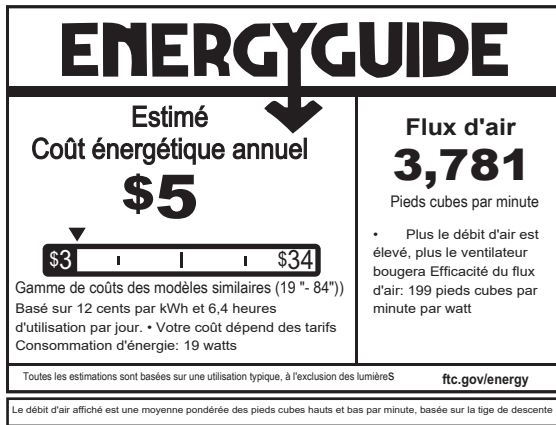 ENERGYGUIDE
Estimé
Coût énergétique annuel
$5
$3
$34
Gamme de coûts des modèles similaires (19 "- 84"))
Basé sur 12 cents par kWh et 6,4 heures
d'utilisation par jour. • Votre coût dépend des tarifs
Consommation d'énergie: 19 watts
Flux d'air
3,781
Pieds cubes par minute
• Plus le débit d'air est
élevé, plus le ventilateur
bougera Efficacité du flux
d'air: 199 pieds cubes par
minute par watt
Toutes les estimations sont basées sur une utilisation typique, à l'exclusion des lumièreS
ftc.gov/energy
Le débit d'air affiché est une moyenne pondérée des pieds cubes hauts et bas par minute, basée sur la tige de descente